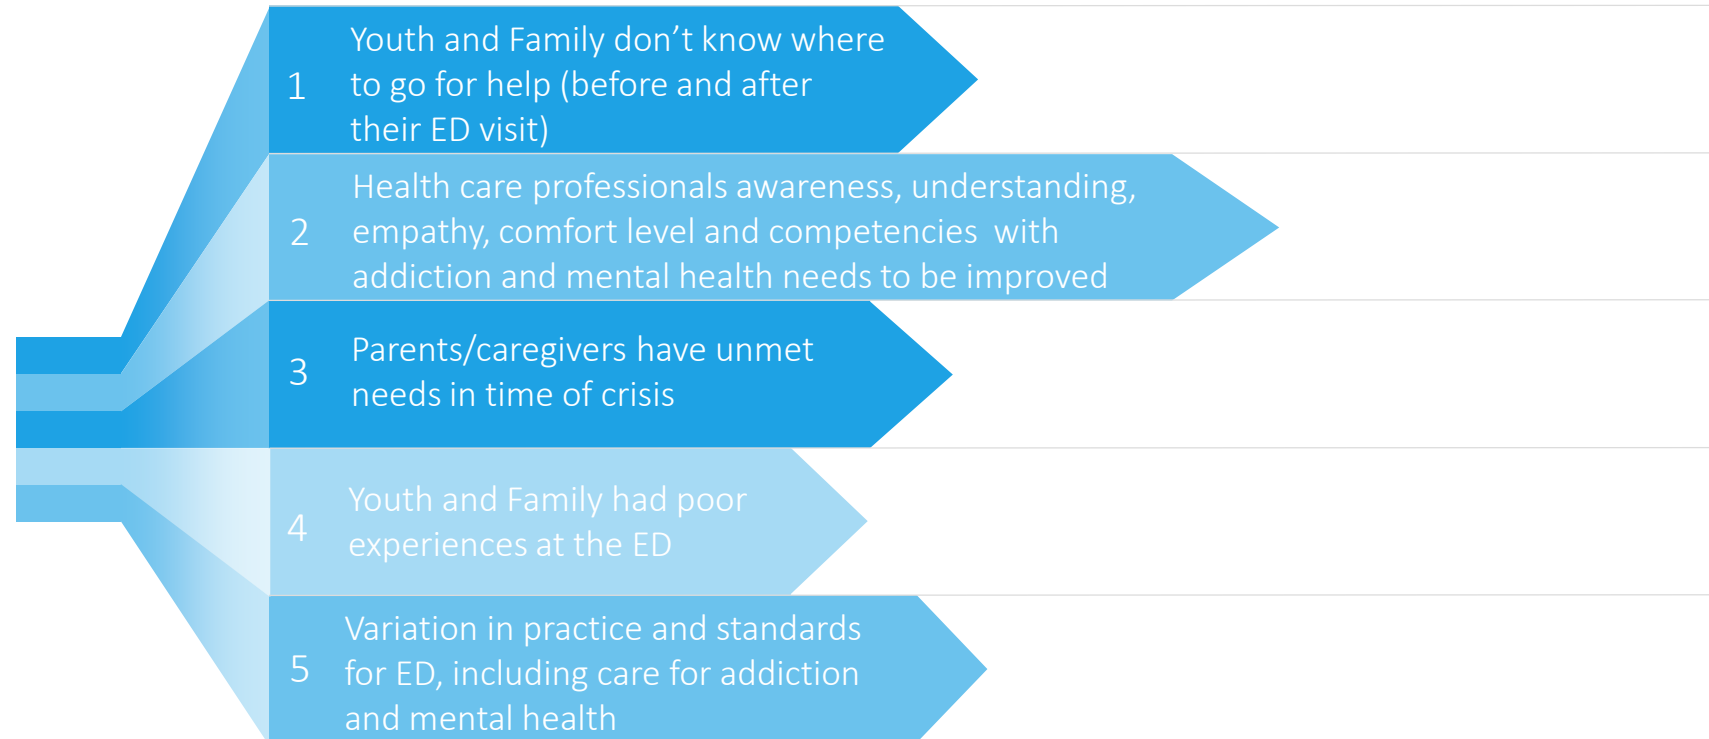 1
Youth and Family don’t know where
to go for help (before and after
their ED visit)
2
Health care professionals awareness, understanding,
empathy, comfort level and competencies  with
addiction and mental health needs to be improved
3
Parents/caregivers have unmet
needs in time of crisis
4
Youth and Family had poor
experiences at the ED
5
Variation in practice and standards
for ED, including care for addiction
and mental health